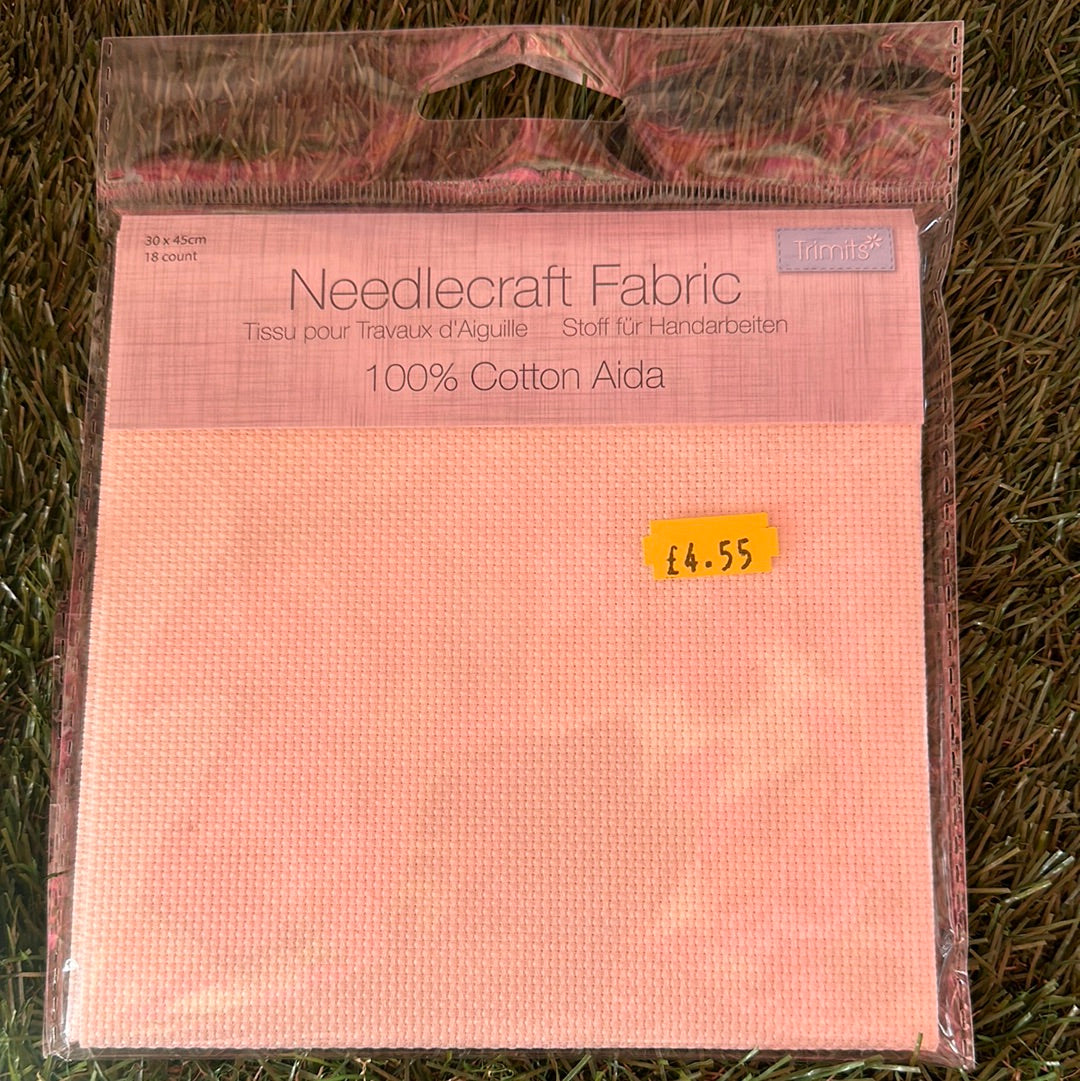 30 x 45cm
18 count
Trimits
Needlecraft Fabric
Tissu pour Travaux d'Aiguille Stoff für Handarbeiten
100% Cotton Aida
£4.55